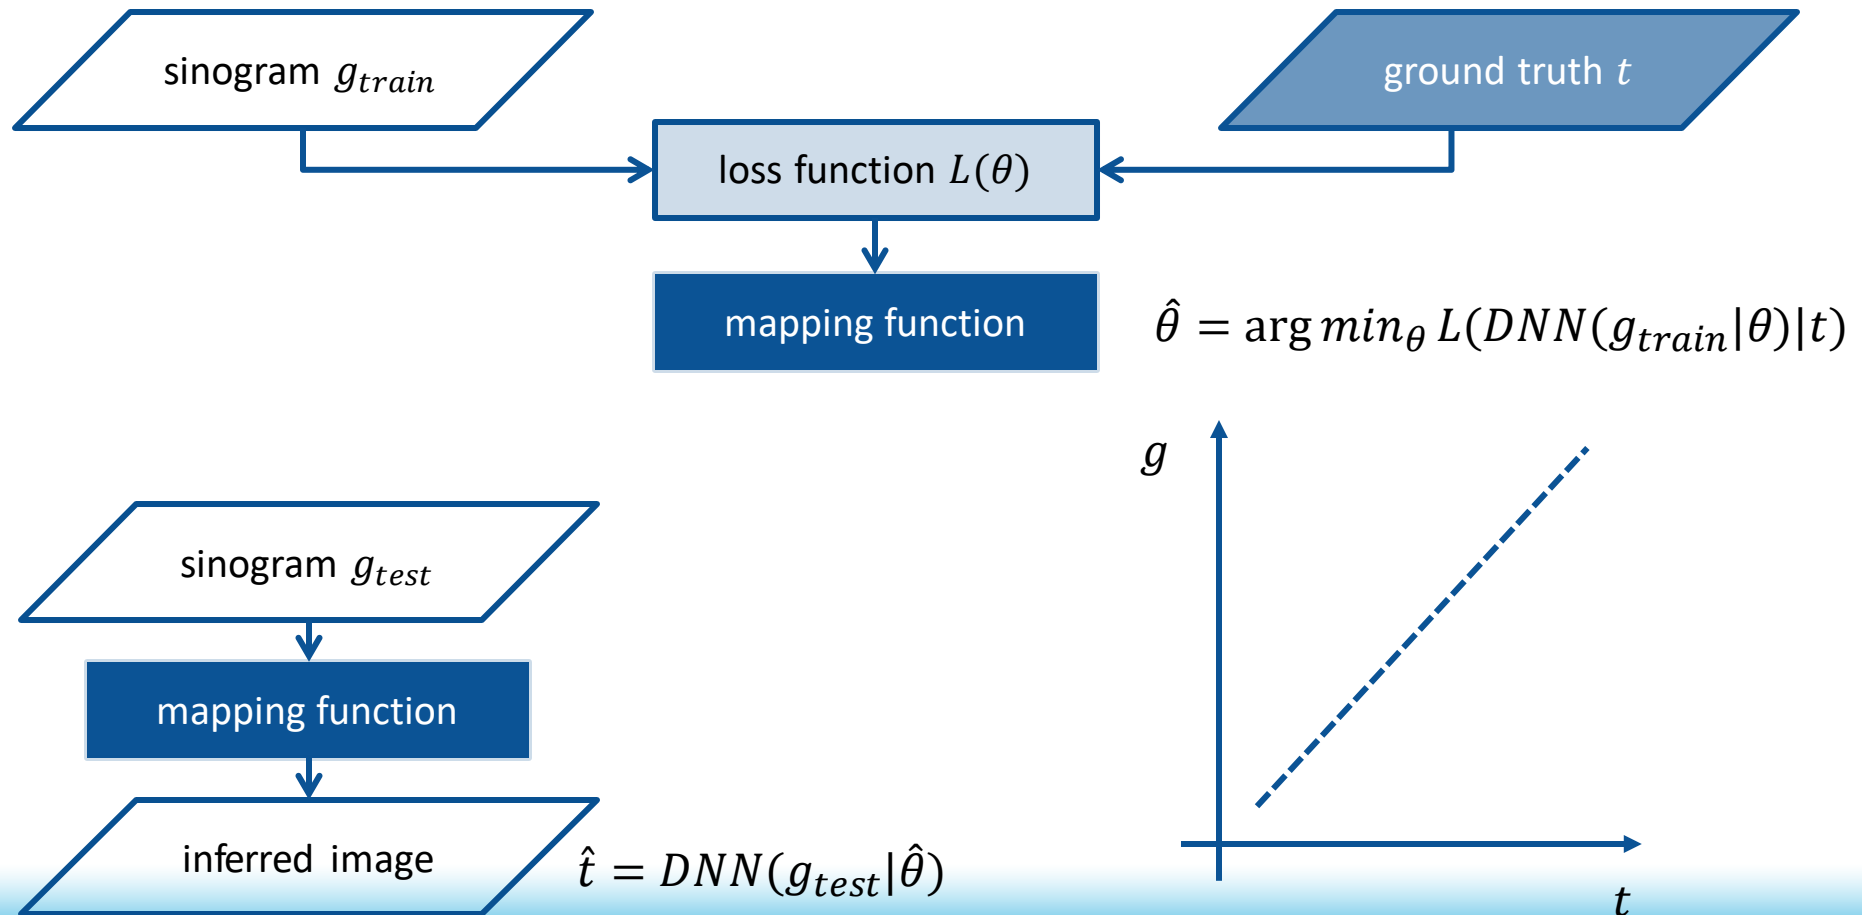 sinogram g_train
ground truth t
loss function L(θ)
mapping function
θ̂ = arg min_θ L(DNN(g_train|θ)|t)
g
sinogram g_test
mapping function
inferred image
t̂ = DNN(g_test|θ̂)
t